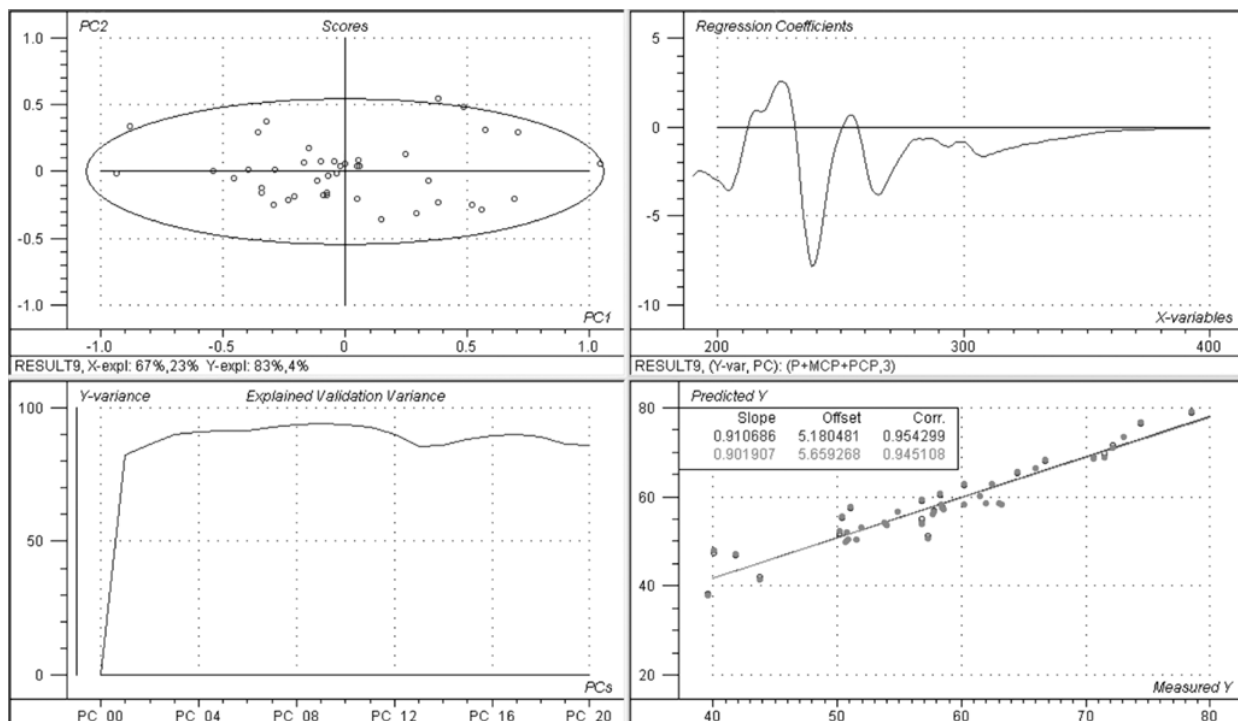 PC2 Scores
1.0
0.5
0
-0.5
-1.0
PC1
-1.0 -0.5 0 0.5 1.0
RESULT9, X-expl: 67%,23% Y-expl: 83%,4%
Regression Coefficients
5
0
-5
-10
X-variables
200 300 400
RESULT9, (Y-var, PC): (P+MCP+PCP,3)
Y-variance Explained Validation Variance
100
50
0
PCs
PC_00 PC_04 PC_08 PC_12 PC_16 PC_20
Predicted Y
80
Slope Offset Corr.
0.910686 5.180481 0.954299
0.901907 5.659268 0.945108
60
40
20
Measured Y
40 50 60 70 80